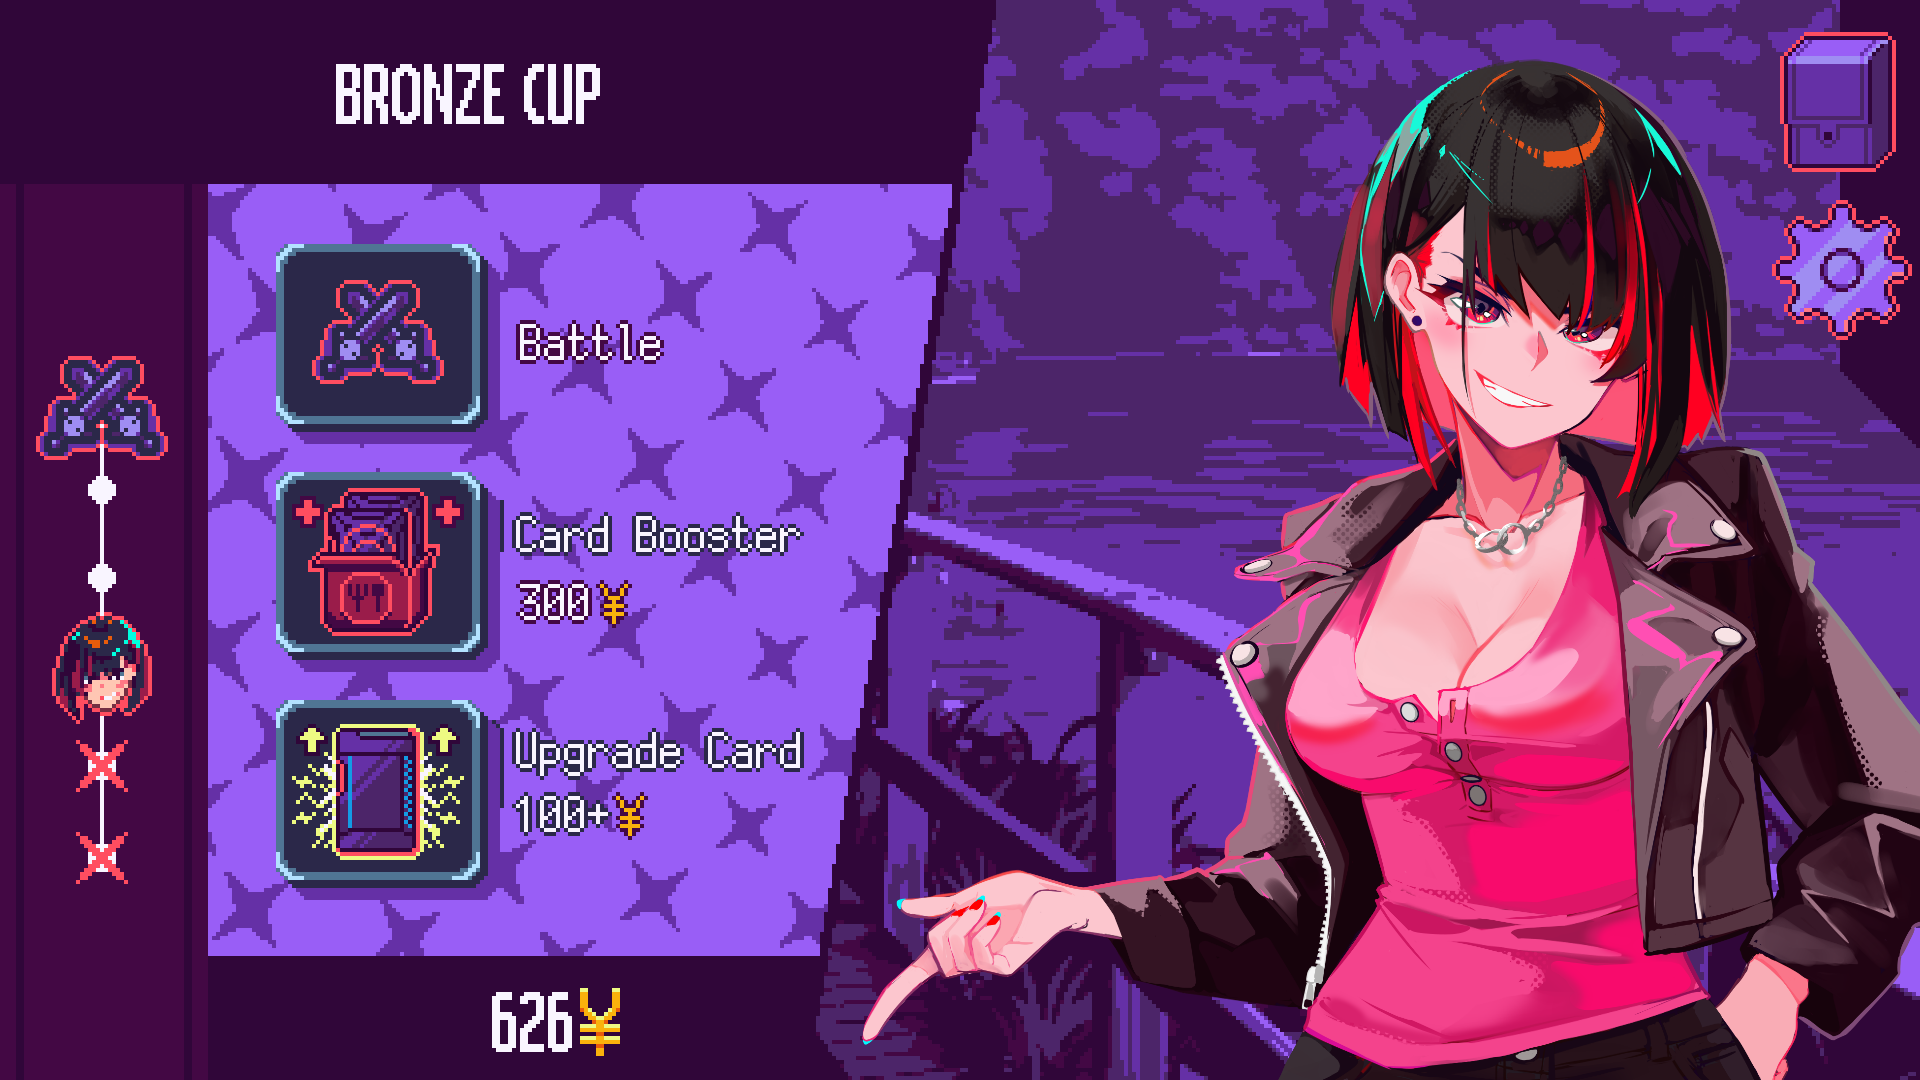 BRONZE CUP
Battle
Card Booster
300¥
Upgrade Card
100+¥
626¥